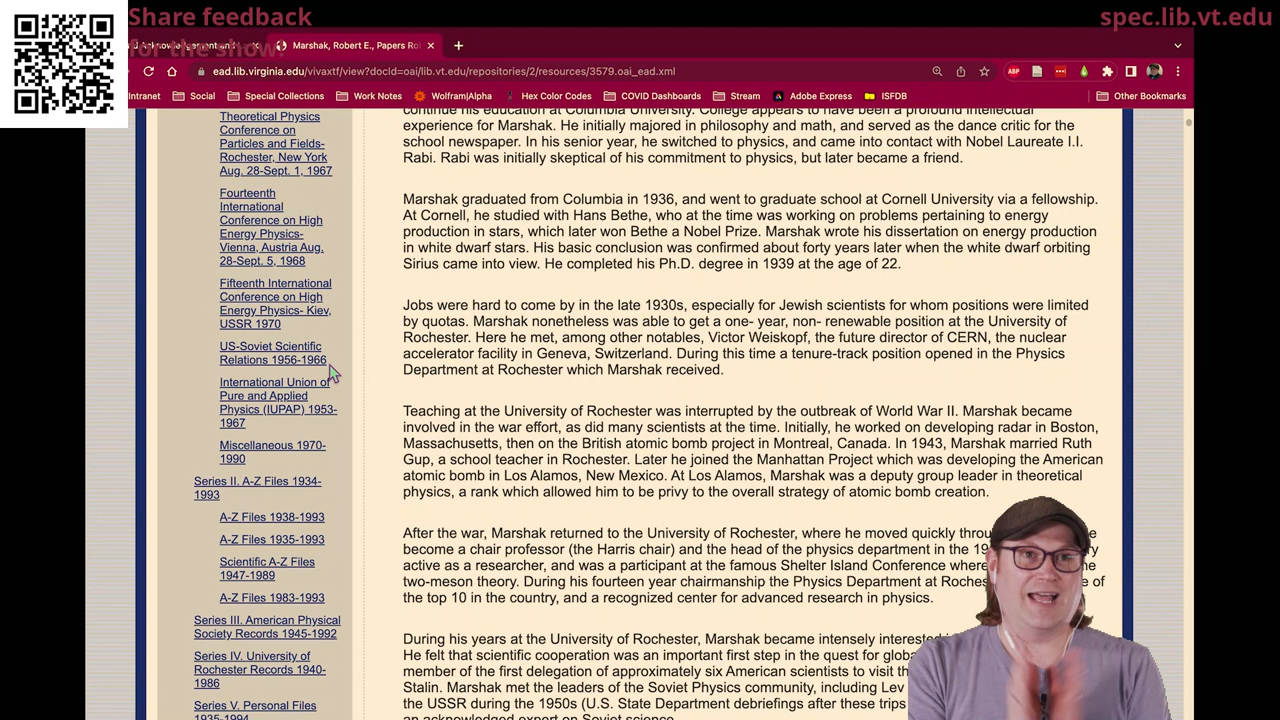 Share feedback
for the show!
spec.lib.vt.edu
Marshak, Robert E., Papers Ro
ead.lib.virginia.edu/vivaxtf/view?docId=oai/lib.vt.edu/repositories/2/resources/3579.oai_ead.xml
Intranet
Social
Special Collections
Work Notes
Wolfram|Alpha
Hex Color Codes
COVID Dashboards
Stream
Adobe Express
ISFDB
Other Bookmarks
Theoretical Physics
Conference on
Particles and Fields-
Rochester, New York
Aug. 28-Sept. 1, 1967
Fourteenth
International
Conference on High
Energy Physics-
Vienna, Austria Aug.
28-Sept. 5, 1968
Fifteenth International
Conference on High
Energy Physics- Kiev,
USSR 1970
US-Soviet Scientific
Relations 1956-1966
International Union of
Pure and Applied
Physics (IUPAP) 1953-
1967
Miscellaneous 1970-
1990
Series II. A-Z Files 1934-
1993
A-Z Files 1938-1993
A-Z Files 1935-1993
Scientific A-Z Files
1947-1989
A-Z Files 1983-1993
Series III. American Physical
Society Records 1945-1992
Series IV. University of
Rochester Records 1940-
1986
Series V. Personal Files
1935-1994
continue his education at Columbia University. College appears to have been a profound intellectual
experience for Marshak. He initially majored in philosophy and math, and served as the dance critic for the
school newspaper. In his senior year, he switched to physics, and came into contact with Nobel Laureate I.I.
Rabi. Rabi was initially skeptical of his commitment to physics, but later became a friend.
Marshak graduated from Columbia in 1936, and went to graduate school at Cornell University via a fellowship.
At Cornell, he studied with Hans Bethe, who at the time was working on problems pertaining to energy
production in stars, which later won Bethe a Nobel Prize. Marshak wrote his dissertation on energy production
in white dwarf stars. His basic conclusion was confirmed about forty years later when the white dwarf orbiting
Sirius came into view. He completed his Ph.D. degree in 1939 at the age of 22.
Jobs were hard to come by in the late 1930s, especially for Jewish scientists for whom positions were limited
by quotas. Marshak nonetheless was able to get a one- year, non- renewable position at the University of
Rochester. Here he met, among other notables, Victor Weiskopf, the future director of CERN, the nuclear
accelerator facility in Geneva, Switzerland. During this time a tenure-track position opened in the Physics
Department at Rochester which Marshak received.
Teaching at the University of Rochester was interrupted by the outbreak of World War II. Marshak became
involved in the war effort, as did many scientists at the time. Initially, he worked on developing radar in Boston,
Massachusetts, then on the British atomic bomb project in Montreal, Canada. In 1943, Marshak married Ruth
Gup, a school teacher in Rochester. Later he joined the Manhattan Project which was developing the American
atomic bomb in Los Alamos, New Mexico. At Los Alamos, Marshak was a deputy group leader in theoretical
physics, a rank which allowed him to be privy to the overall strategy of atomic bomb creation.
After the war, Marshak returned to the University of Rochester, where he moved quickly
become a chair professor (the Harris chair) and the head of the physics department in the
active as a researcher, and was a participant at the famous Shelter Island Conference
two-meson theory. During his fourteen year chairmanship the Physics Department at of the
the top 10 in the country, and a recognized center for advanced research in physics.
During his years at the University of Rochester, Marshak became intensely
He felt that scientific cooperation was an important first step in the quest for
member of the first delegation of approximately six American scientists to visit
Stalin. Marshak met the leaders of the Soviet Physics community, including Lev
the USSR during the 1950s (U.S. State Department debriefings after these trips
an acknowledged expert on Soviet science.